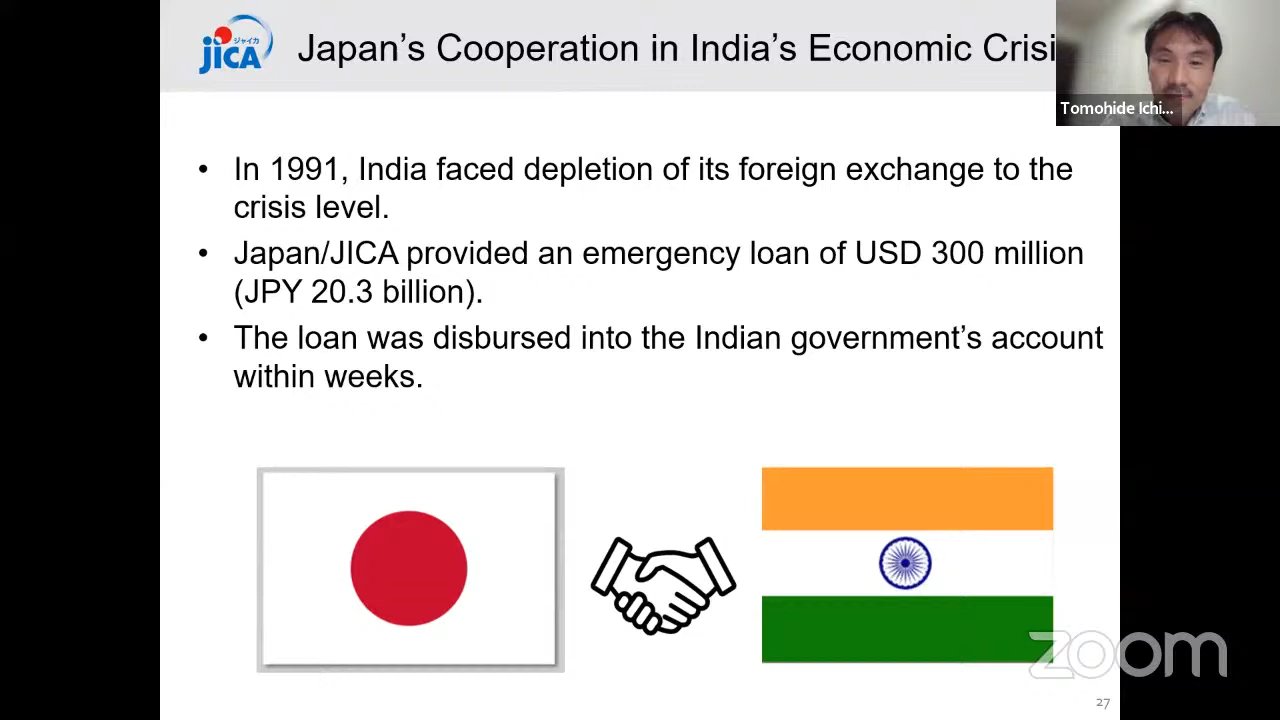 ジャイカ
JICA
Japan's Cooperation in India's Economic Crisi
Tomohide Ichi...
• In 1991, India faced depletion of its foreign exchange to the
crisis level.
• Japan/JICA provided an emergency loan of USD 300 million
(JPY 20.3 billion).
• The loan was disbursed into the Indian government's account
within weeks.
zoom
27